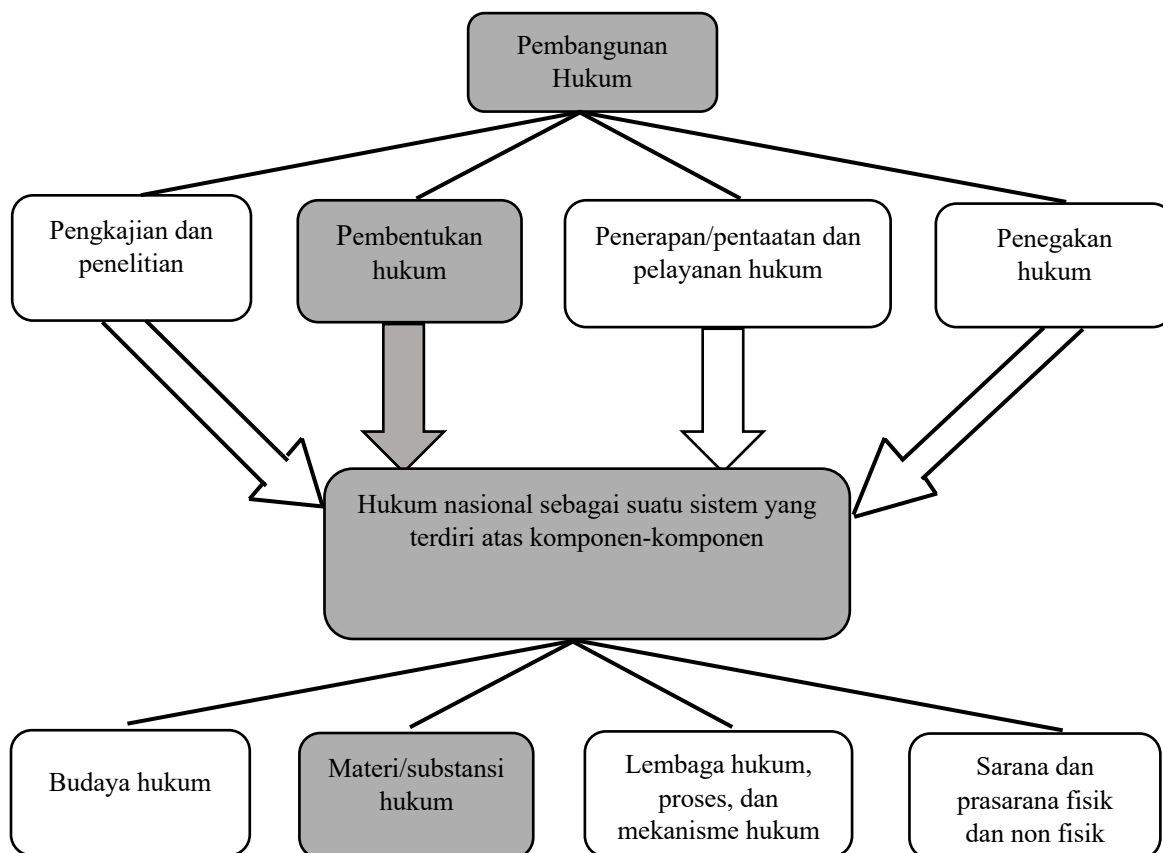 Pembangunan
Hukum
Pengkajian dan
penelitian
Pembentukan
hukum
Penerapan/pentaatan dan
pelayanan hukum
Penegakan
hukum
Hukum nasional sebagai suatu sistem yang
terdiri atas komponen-komponen
Budaya hukum
Materi/substansi
hukum
Lembaga hukum,
proses, dan
mekanisme hukum
Sarana dan
prasarana fisik
dan non fisik